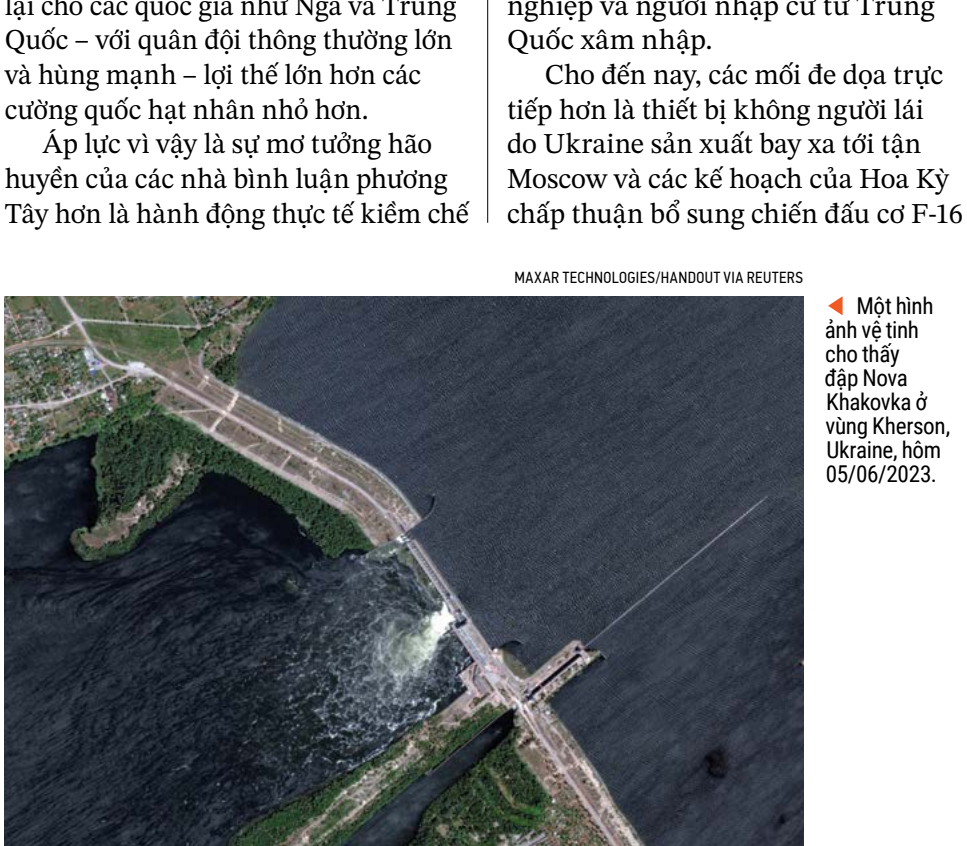 lại cho các quốc gia như Nga và Trung
Quốc – với quân đội thông thường lớn
và hùng mạnh – lợi thế lớn hơn các
cường quốc hạt nhân nhỏ hơn.
Áp lực vì vậy là sự mơ tưởng hão
huyền của các nhà bình luận phương
Tây hơn là hành động thực tế kiềm chế
nghiệp và người nhập cư từ Trung
Quốc xâm nhập.
Cho đến nay, các mối đe dọa trực
tiếp hơn là thiết bị không người lái
do Ukraine sản xuất bay xa tới tận
Moscow và các kế hoạch của Hoa Kỳ
chấp thuận bổ sung chiến đấu cơ F-16
MAXAR TECHNOLOGIES/HANDOUT VIA REUTERS
Một hình
ảnh vệ tinh
cho thấy
đập Nova
Khakovka ở
vùng Kherson,
Ukraine, hôm
05/06/2023.